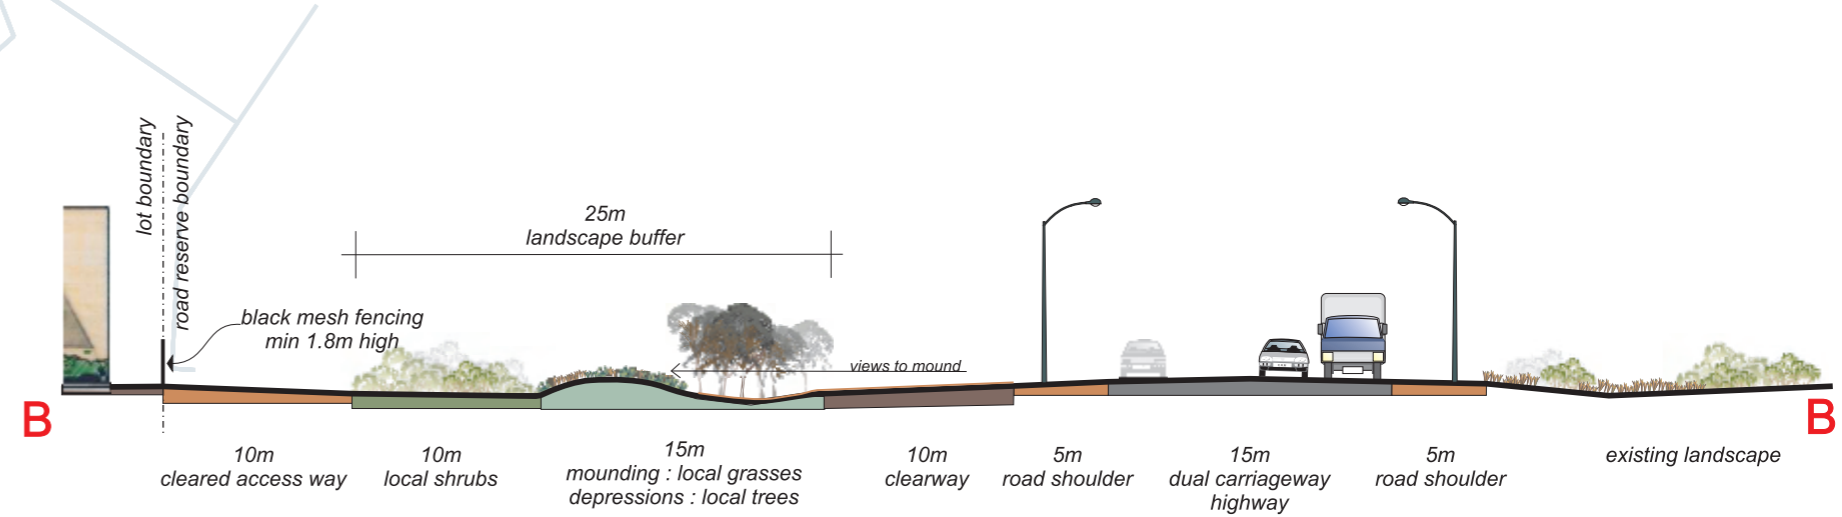 lot boundary
road reserve boundary
25m
landscape buffer
black mesh fencing
min 1.8m high
views to mound
B
B
10m
cleared access way
10m
local shrubs
15m
mounding : local grasses
depressions : local trees
10m
clearway
5m
road shoulder
15m
dual carriageway
highway
5m
road shoulder
existing landscape